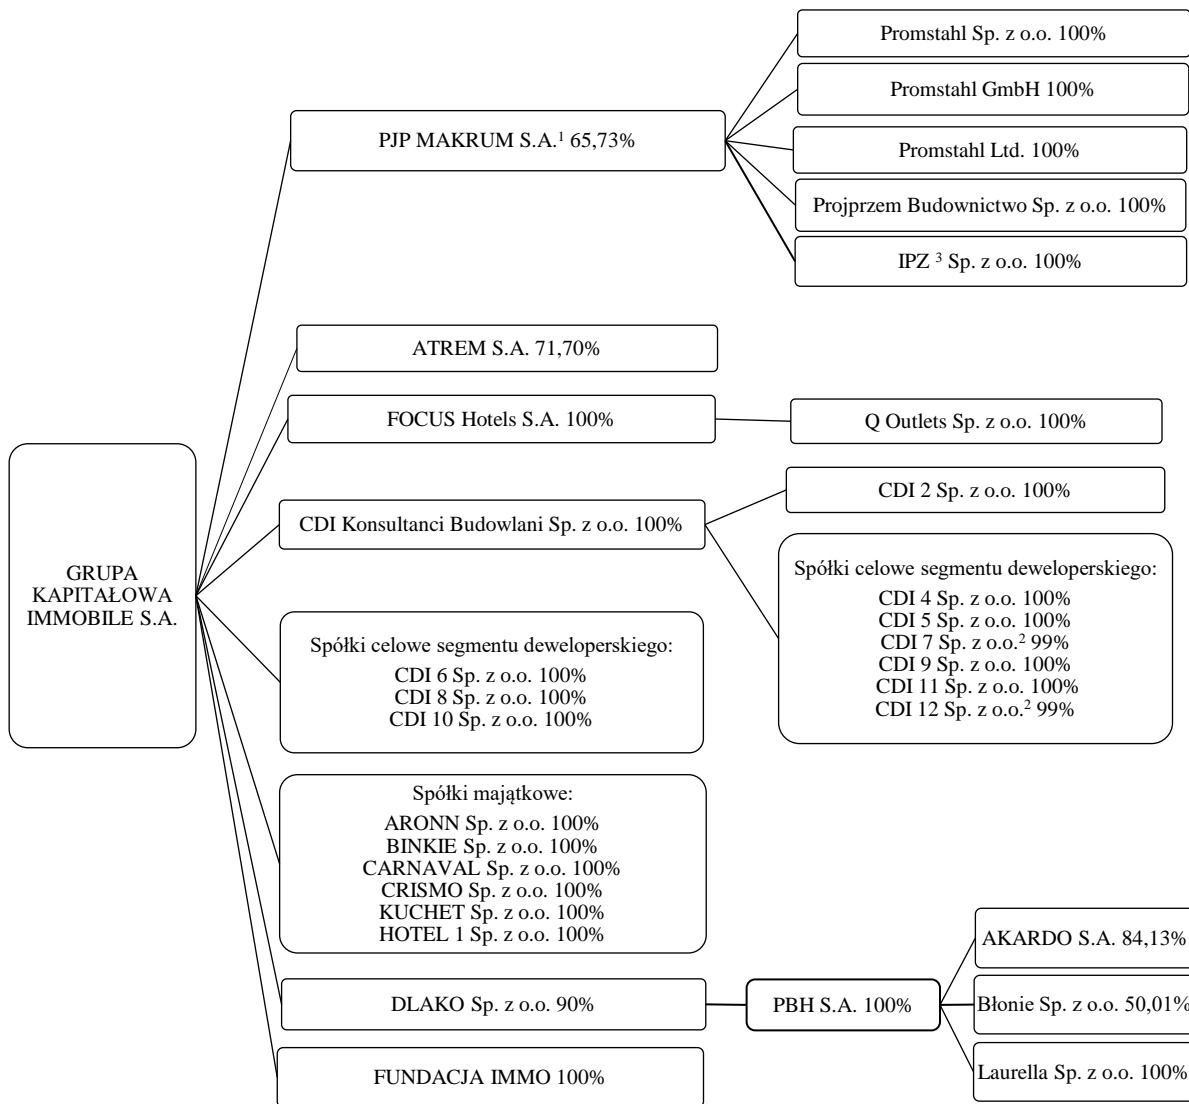 GRUPA
KAPITAŁOWA
IMMOBILE S.A.
PJP MAKRUM S.A.¹ 65,73%
Promstahl Sp. z o.o. 100%
Promstahl GmbH 100%
Promstahl Ltd. 100%
Projprzem Budownictwo Sp. z o.o. 100%
IPZ ³ Sp. z o.o. 100%
ATREM S.A. 71,70%
FOCUS Hotels S.A. 100%
Q Outlets Sp. z o.o. 100%
CDI Konsultanci Budowlani Sp. z o.o. 100%
CDI 2 Sp. z o.o. 100%
Spółki celowe segmentu deweloperskiego:
CDI 4 Sp. z o.o. 100%
CDI 5 Sp. z o.o. 100%
CDI 7 Sp. z o.o.² 99%
CDI 9 Sp. z o.o. 100%
CDI 11 Sp. z o.o. 100%
CDI 12 Sp. z o.o.² 99%
Spółki celowe segmentu deweloperskiego:
CDI 6 Sp. z o.o. 100%
CDI 8 Sp. z o.o. 100%
CDI 10 Sp. z o.o. 100%
Spółki majątkowe:
ARONN Sp. z o.o. 100%
BINKIE Sp. z o.o. 100%
CARNAVAL Sp. z o.o. 100%
CRISMO Sp. z o.o. 100%
KUCHET Sp. z o.o. 100%
HOTEL 1 Sp. z o.o. 100%
DLAKO Sp. z o.o. 90%
PBH S.A. 100%
AKARDO S.A. 84,13%
Błonie Sp. z o.o. 50,01%
Laurella Sp. z o.o. 100%
FUNDACJA IMMO 100%